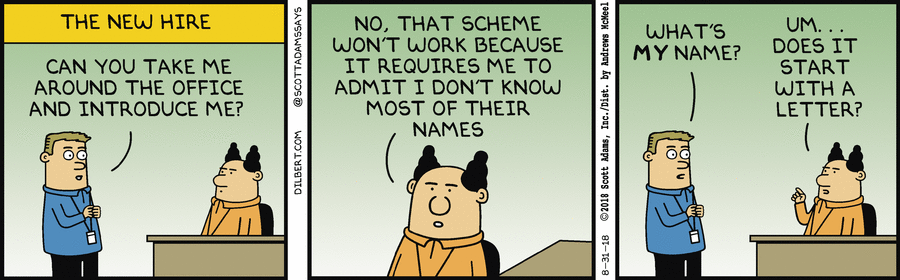 THE NEW HIRE
CAN YOU TAKE ME
AROUND THE OFFICE
AND INTRODUCE ME?
DILBERT.COM
@SCOTTADAMSSAYS
NO, THAT SCHEME
WON'T WORK BECAUSE
IT REQUIRES ME TO
ADMIT I DON'T KNOW
MOST OF THEIR
NAMES
8-31-18 ©2018 Scott Adams, Inc./Dist. by Andrews McMeel
WHAT'S
MY NAME?
UM...
DOES IT
START
WITH A
LETTER?